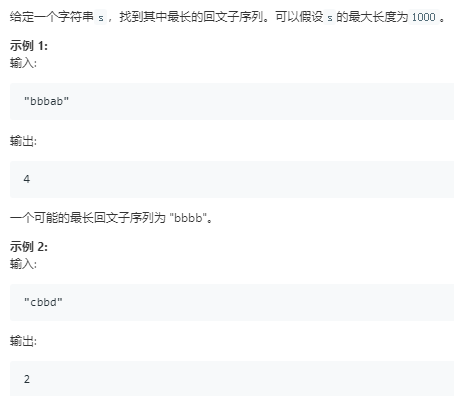 给定一个字符串 s ，找到其中最长的回文子序列。可以假设 s 的最大长度为 1000 。
示例 1:
输入:
"bbbab"
输出:
4
一个可能的最长回文子序列为 "bbbb"。
示例 2:
输入:
"cbbd"
输出:
2